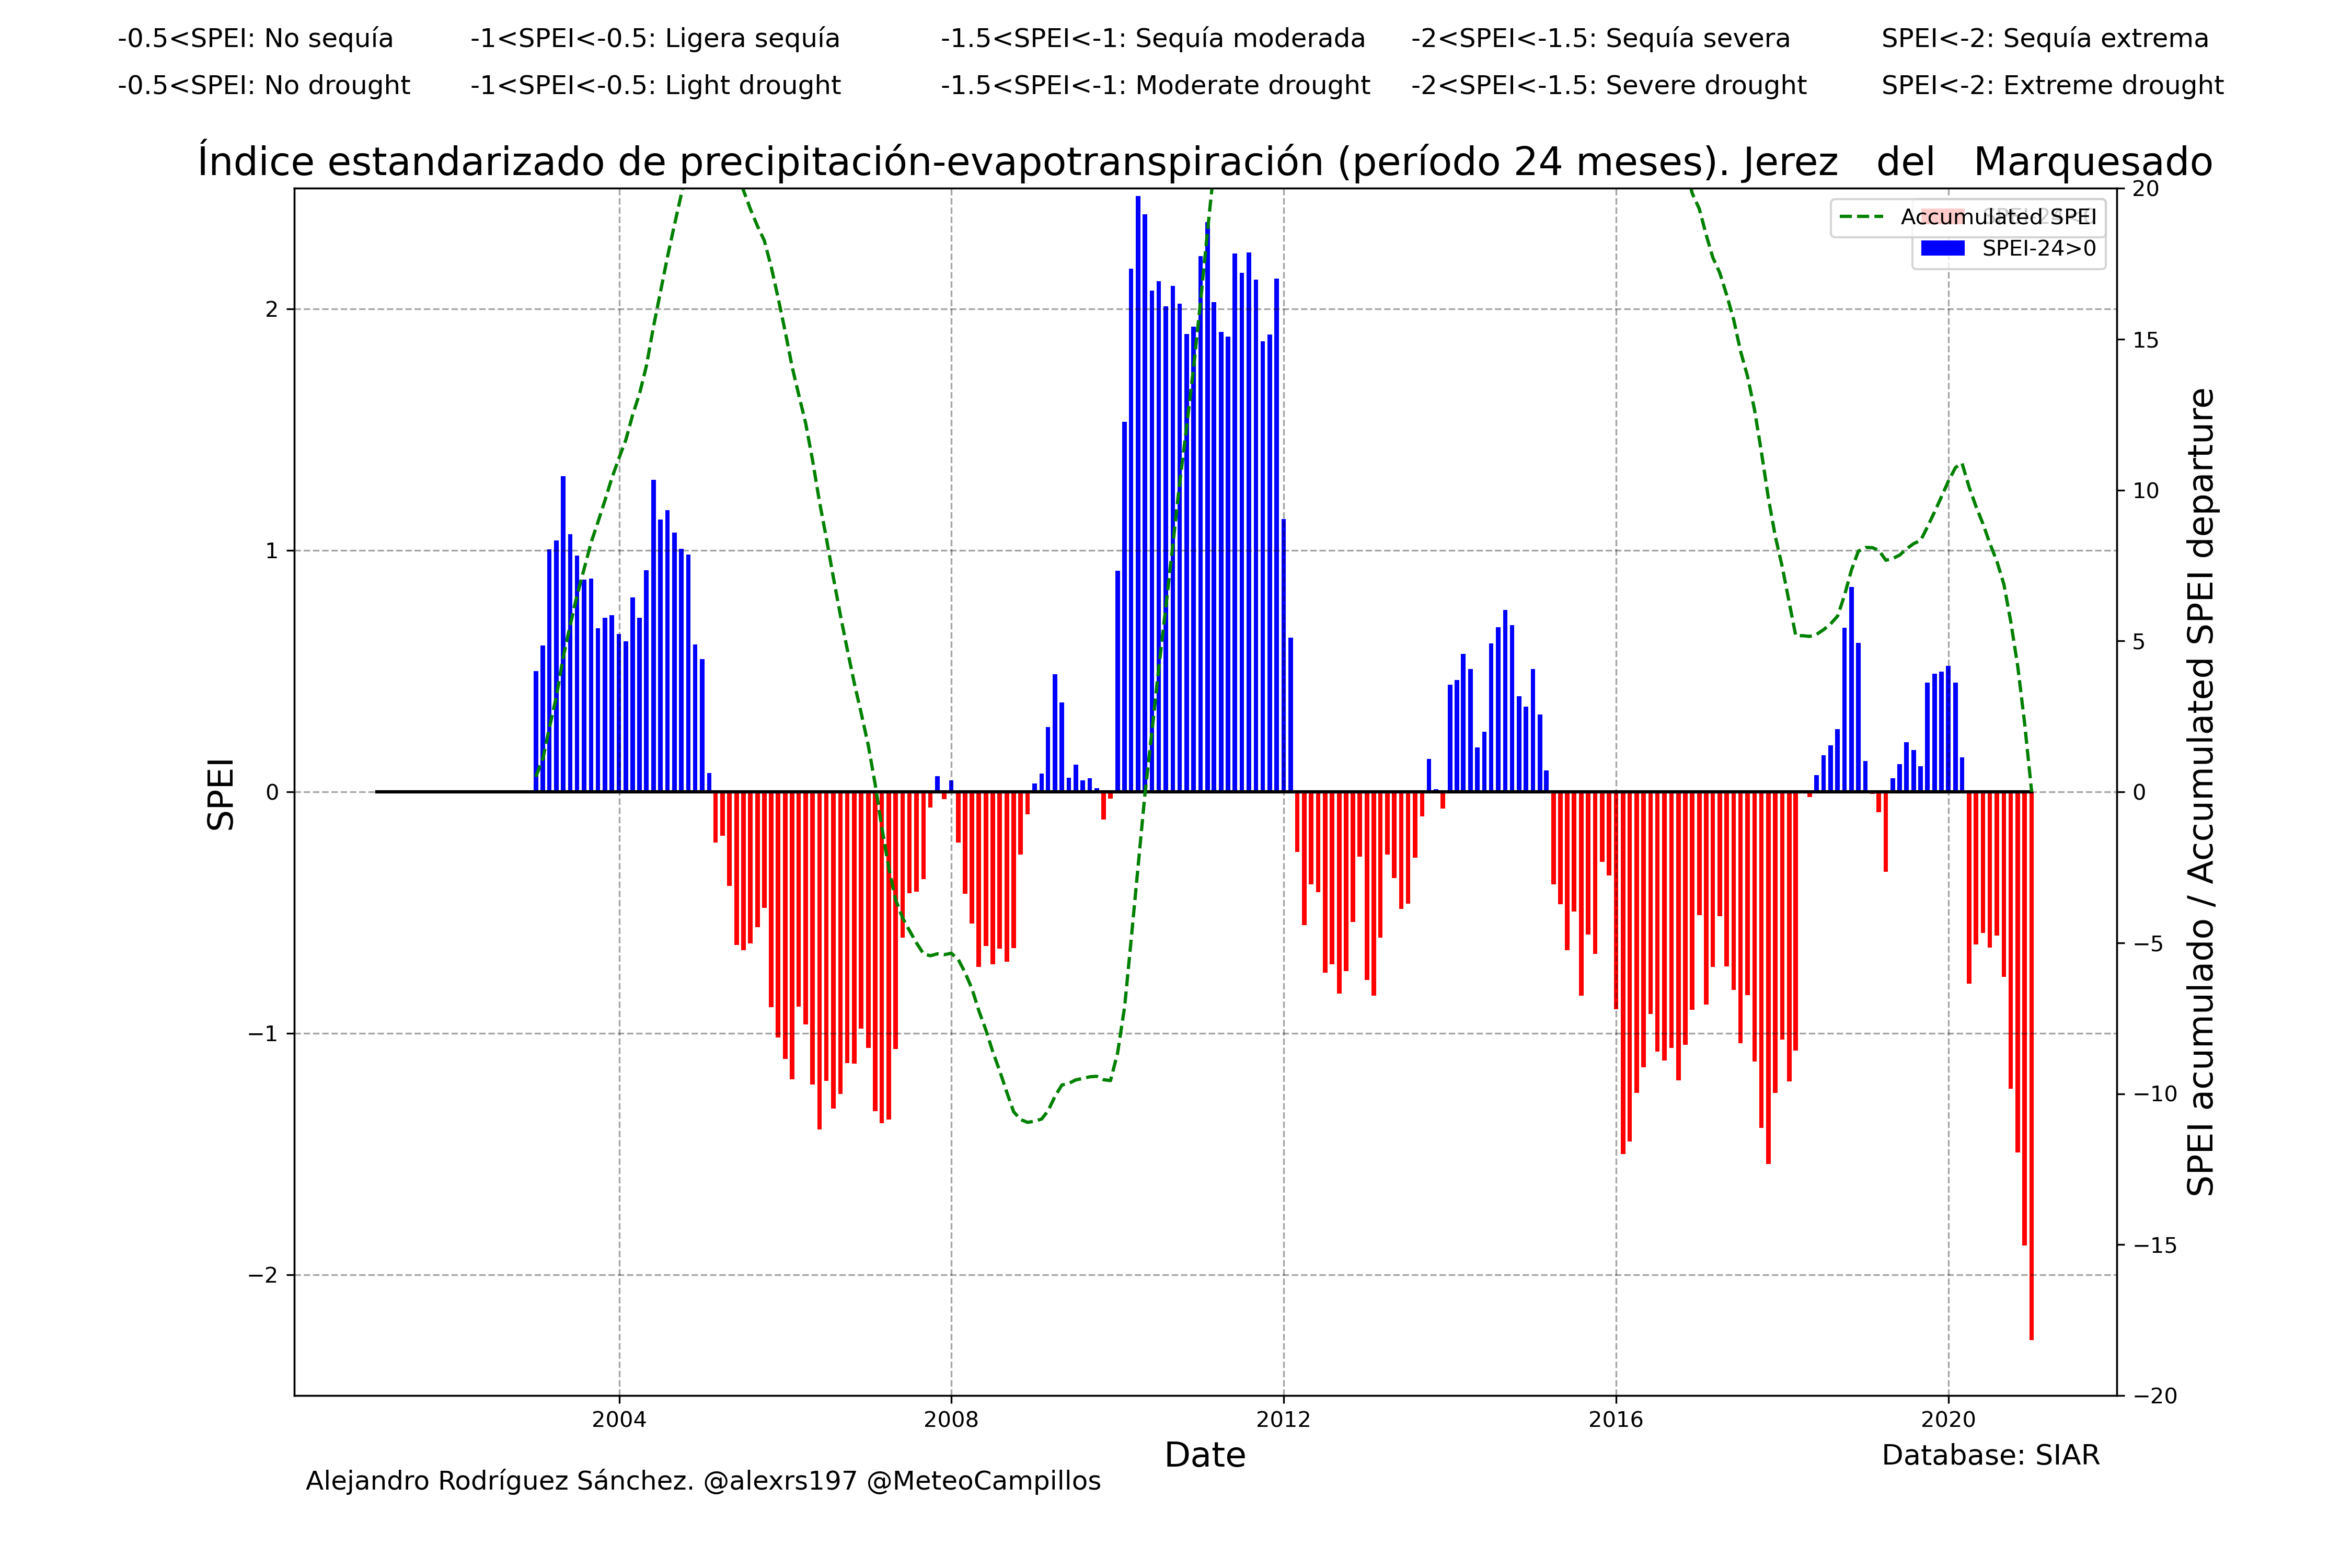 -0.5<SPEI: No sequía -1<SPEI<-0.5: Ligera sequía -1.5<SPEI<-1: Sequía moderada -2<SPEI<-1.5: Sequía severa SPEI<-2: Sequía extrema
-0.5<SPEI: No drought -1<SPEI<-0.5: Light drought -1.5<SPEI<-1: Moderate drought -2<SPEI<-1.5: Severe drought SPEI<-2: Extreme drought
Índice estandarizado de precipitación-evapotranspiración (período 24 meses). Jerez del Marquesado
Accumulated SPEI
SPEI-24>0
SPEI
2
1
0
−1
−2
20
15
10
5
0
−5
−10
−15
−20
SPEI acumulado / Accumulated SPEI departure
2004 2008 2012 2016 2020
Date
Database: SIAR
Alejandro Rodríguez Sánchez. @alexrs197 @MeteoCampillos